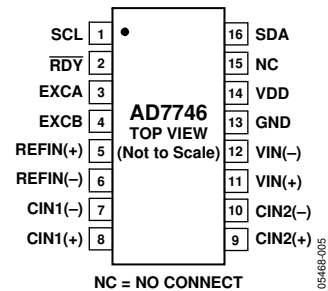 SCL 1 16 SDA
RDY 2 15 NC
EXCA 3 14 VDD
EXCB 4 13 GND
REFIN(+) 5 12 VIN(–)
REFIN(–) 6 11 VIN(+)
CIN1(–) 7 10 CIN2(–)
CIN1(+) 8 9 CIN2(+)
AD7746
TOP VIEW
(Not to Scale)
NC = NO CONNECT
05468-005